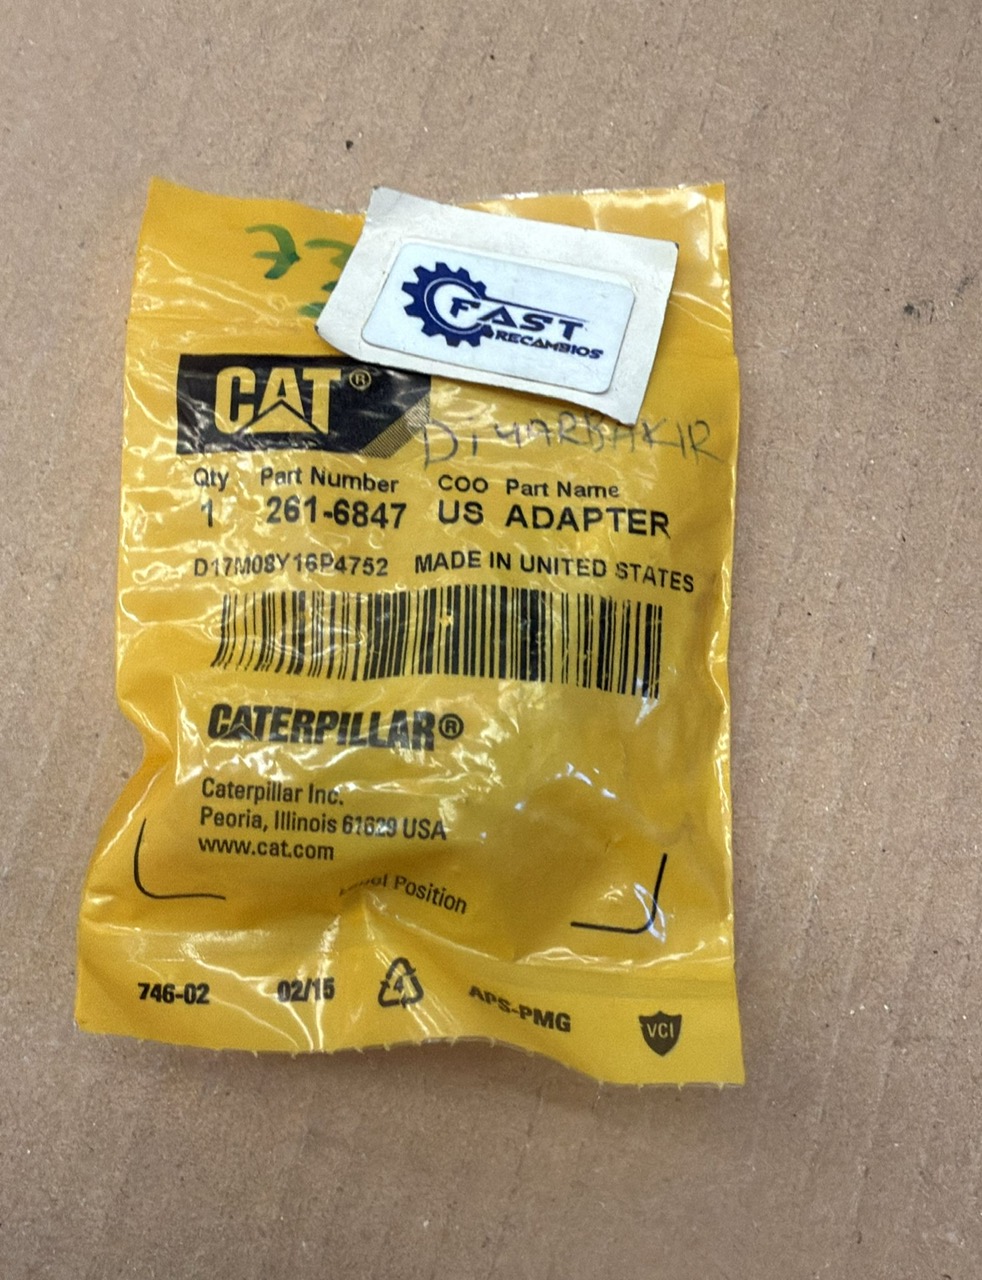 FAST
RECAMBIOS
CAT®
DIYARBAKIR
Qty Part Number COO Part Name
1 261-6847 US ADAPTER
D17M08Y16P4752 MADE IN UNITED STATES
CATERPILLAR®
Caterpillar Inc.
Peoria, Illinois 61629 USA
www.cat.com
Label Position
746-02 02/15 4 APS-PMG VCI